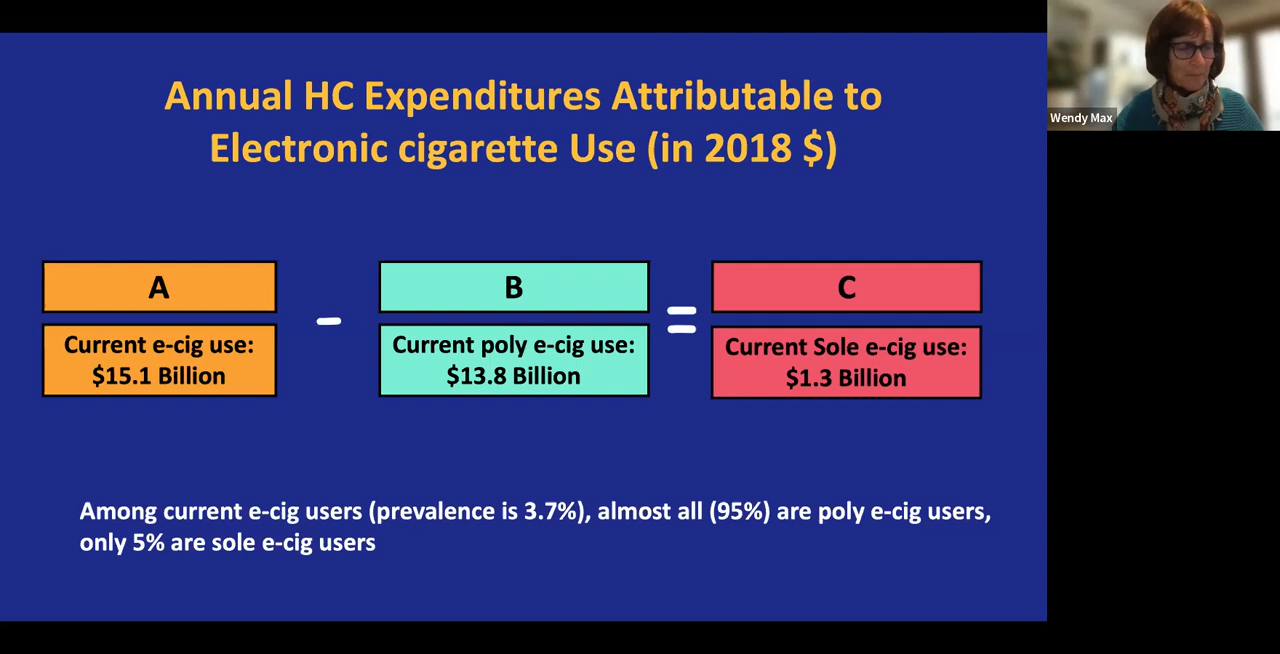 Annual HC Expenditures Attributable to
Electronic cigarette Use (in 2018 $)
A
-
B
=
C
Current e-cig use:
$15.1 Billion
Current poly e-cig use:
$13.8 Billion
Current Sole e-cig use:
$1.3 Billion
Among current e-cig users (prevalence is 3.7%), almost all (95%) are poly e-cig users,
only 5% are sole e-cig users
Wendy Max